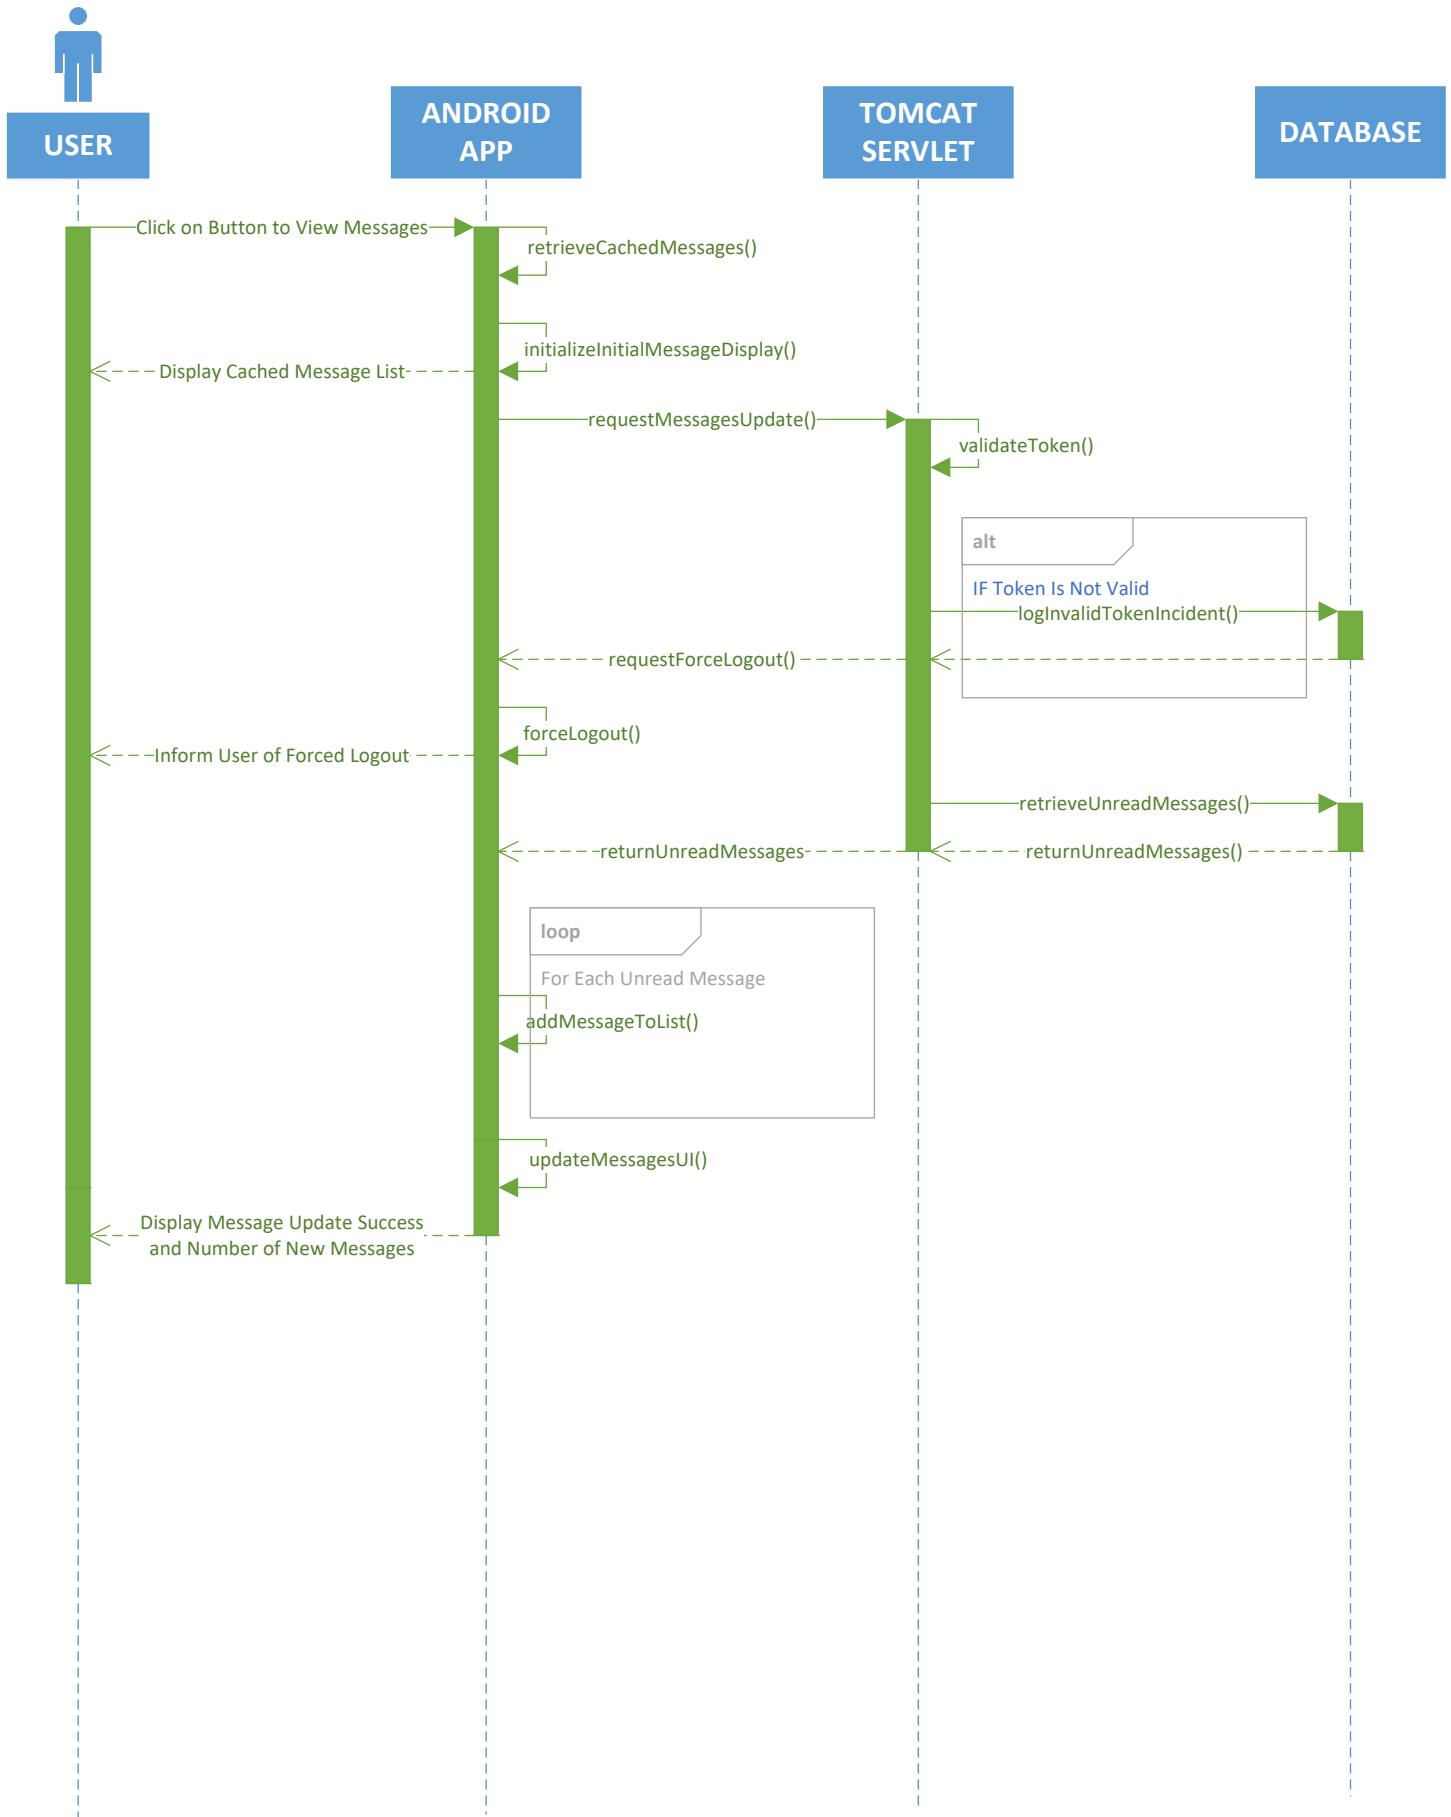 USER
ANDROID
APP
TOMCAT
SERVLET
DATABASE
Click on Button to View Messages
retrieveCachedMessages()
initializeInitialMessageDisplay()
Display Cached Message List
requestMessagesUpdate()
validateToken()
alt
IF Token Is Not Valid
logInvalidTokenIncident()
requestForceLogout()
forceLogout()
Inform User of Forced Logout
retrieveUnreadMessages()
returnUnreadMessages
returnUnreadMessages()
loop
For Each Unread Message
addMessageToList()
updateMessagesUI()
Display Message Update Success
and Number of New Messages